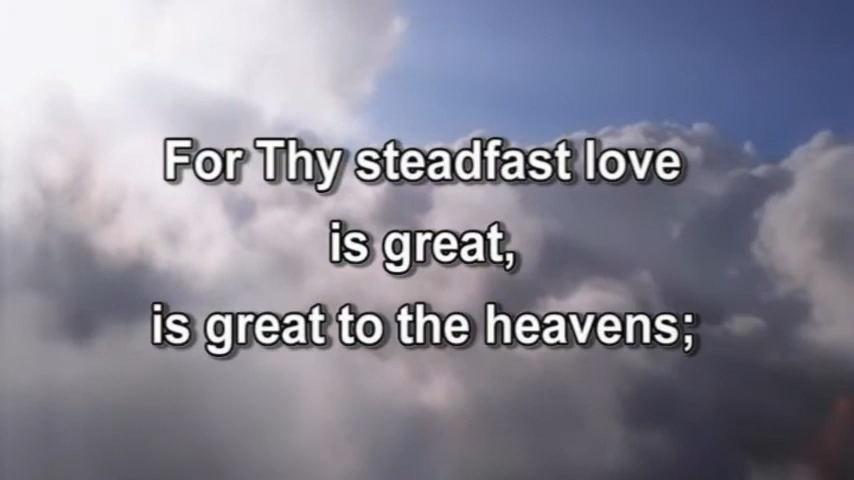 For Thy steadfast love
is great,
is great to the heavens;